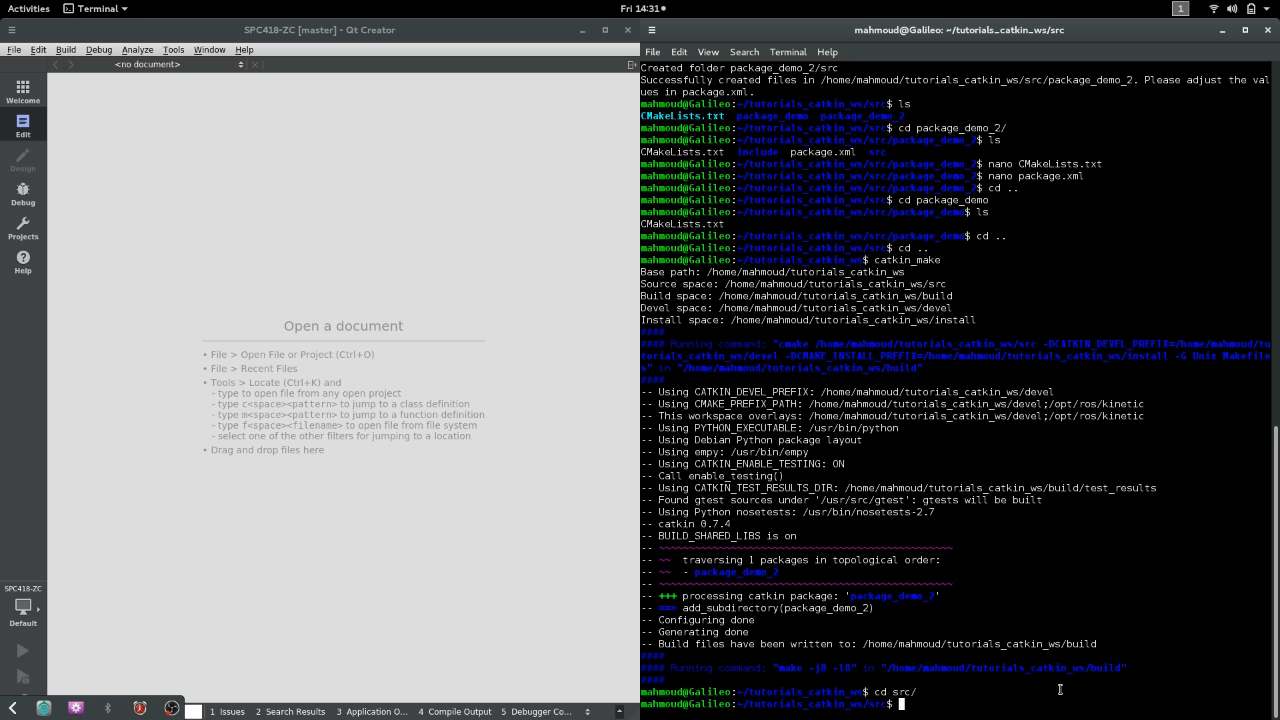 Activities
Terminal
Fri 14:31
1
SPC418-ZC [master] - Qt Creator
File Edit Build Debug Analyze Tools Window Help
<no document>
Welcome
Edit
Design
Debug
Projects
Help
Open a document
• File > Open File or Project (Ctrl+O)
• File > Recent Files
• Tools > Locate (Ctrl+K) and
- type to open file from any open project
- type c<space><pattern> to jump to a class definition
- type m<space><pattern> to jump to a function definition
- type f<space><filename> to open file from file system
- select one of the other filters for jumping to a location
• Drag and drop files here
SPC418-ZC
Default
1 Issues 2 Search Results 3 Application O... 4 Compile Output 5 Debugger Co...
mahmoud@Galileo: ~/tutorials_catkin_ws/src
File Edit View Search Terminal Help
Created folder package_demo_2/src
Successfully created files in /home/mahmoud/tutorials_catkin_ws/src/package_demo_2. Please adjust the val
ues in package.xml.
mahmoud@Galileo:~/tutorials_catkin_ws/src$ ls
CMakeLists.txt package_demo package_demo_2
mahmoud@Galileo:~/tutorials_catkin_ws/src$ cd package_demo_2/
mahmoud@Galileo:~/tutorials_catkin_ws/src/package_demo_2$ ls
CMakeLists.txt include package.xml src
mahmoud@Galileo:~/tutorials_catkin_ws/src/package_demo_2$ nano CMakeLists.txt
mahmoud@Galileo:~/tutorials_catkin_ws/src/package_demo_2$ nano package.xml
mahmoud@Galileo:~/tutorials_catkin_ws/src/package_demo_2$ cd ..
mahmoud@Galileo:~/tutorials_catkin_ws/src$ cd package_demo
mahmoud@Galileo:~/tutorials_catkin_ws/src/package_demo$ ls
CMakeLists.txt
mahmoud@Galileo:~/tutorials_catkin_ws/src/package_demo$ cd ..
mahmoud@Galileo:~/tutorials_catkin_ws/src$ cd ..
mahmoud@Galileo:~/tutorials_catkin_ws$ catkin_make
Base path: /home/mahmoud/tutorials_catkin_ws
Source space: /home/mahmoud/tutorials_catkin_ws/src
Build space: /home/mahmoud/tutorials_catkin_ws/build
Devel space: /home/mahmoud/tutorials_catkin_ws/devel
Install space: /home/mahmoud/tutorials_catkin_ws/install
####
#### Running command: "cmake /home/mahmoud/tutorials_catkin_ws/src -DCATKIN_DEVEL_PREFIX=/home/mahmoud/tu
torials_catkin_ws/devel -DCMAKE_INSTALL_PREFIX=/home/mahmoud/tutorials_catkin_ws/install -G Unix Makefile
s" in "/home/mahmoud/tutorials_catkin_ws/build"
####
-- Using CATKIN_DEVEL_PREFIX: /home/mahmoud/tutorials_catkin_ws/devel
-- Using CMAKE_PREFIX_PATH: /home/mahmoud/tutorials_catkin_ws/devel;/opt/ros/kinetic
-- This workspace overlays: /home/mahmoud/tutorials_catkin_ws/devel;/opt/ros/kinetic
-- Using PYTHON_EXECUTABLE: /usr/bin/python
-- Using Debian Python package layout
-- Using empy: /usr/bin/empy
-- Using CATKIN_ENABLE_TESTING: ON
-- Call enable_testing()
-- Using CATKIN_TEST_RESULTS_DIR: /home/mahmoud/tutorials_catkin_ws/build/test_results
-- Found gtest sources under '/usr/src/gtest': gtests will be built
-- Using Python nosetests: /usr/bin/nosetests-2.7
-- catkin 0.7.4
-- BUILD_SHARED_LIBS is on
-- ~~~~~~~~~~~~~~~~~~~~~~~~~~~~~~~~~~~~~~~~~~~~~~~~~
-- ~~  traversing 1 packages in topological order:
-- ~~  - package_demo_2
-- ~~~~~~~~~~~~~~~~~~~~~~~~~~~~~~~~~~~~~~~~~~~~~~~~~
-- +++ processing catkin package: 'package_demo_2'
-- ==> add_subdirectory(package_demo_2)
-- Configuring done
-- Generating done
-- Build files have been written to: /home/mahmoud/tutorials_catkin_ws/build
####
#### Running command: "make -j8 -l8" in "/home/mahmoud/tutorials_catkin_ws/build"
####
mahmoud@Galileo:~/tutorials_catkin_ws$ cd src/
mahmoud@Galileo:~/tutorials_catkin_ws/src$